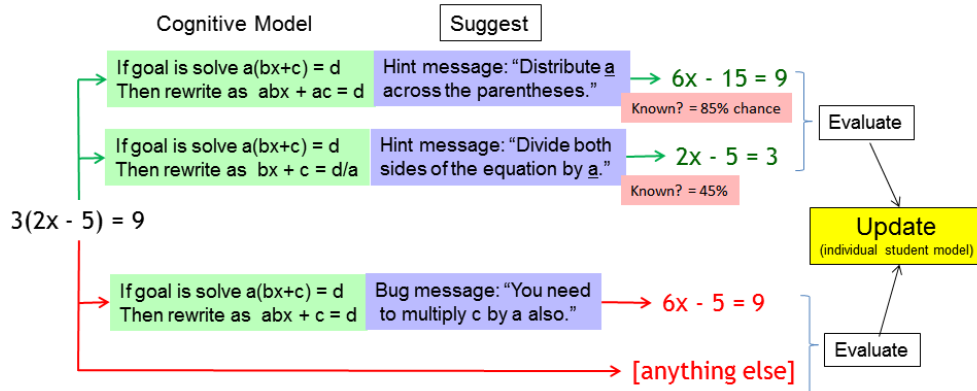 Cognitive Model
Suggest
If goal is solve a(bx+c) = d
Then rewrite as abx + ac = d
Hint message: “Distribute a
across the parentheses.”
6x - 15 = 9
Known? = 85% chance
Evaluate
If goal is solve a(bx+c) = d
Then rewrite as bx + c = d/a
Hint message: “Divide both
sides of the equation by a.”
2x - 5 = 3
Known? = 45%
3(2x - 5) = 9
Update
(individual student model)
If goal is solve a(bx+c) = d
Then rewrite as abx + c = d
Bug message: “You need
to multiply c by a also.”
6x - 5 = 9
Evaluate
[anything else]